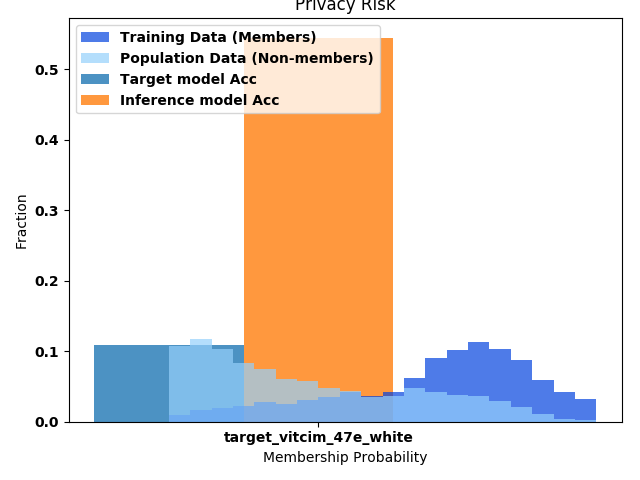 Privacy Risk
Training Data (Members)
Population Data (Non-members)
Target model Acc
Inference model Acc
0.5
0.4
0.3
0.2
0.1
0.0
Fraction
target_vitcim_47e_white
Membership Probability